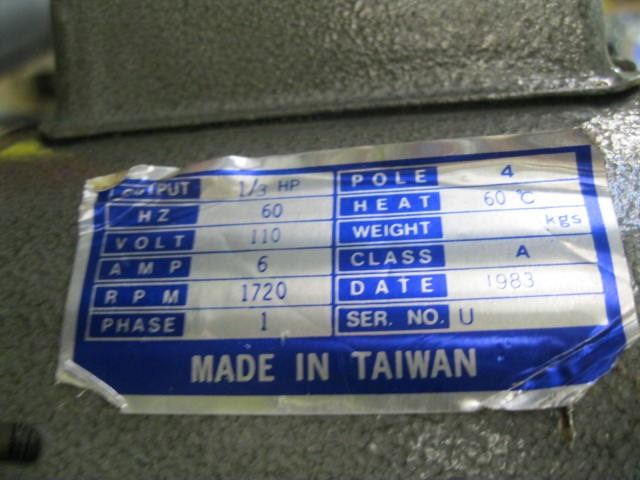 OUTPUT 1/3 HP POLE 4
HZ 60 HEAT 60 °C
VOLT 110 WEIGHT kgs
AMP 6 CLASS A
RPM 1720 DATE 1983
PHASE 1 SER. NO. U
MADE IN TAIWAN